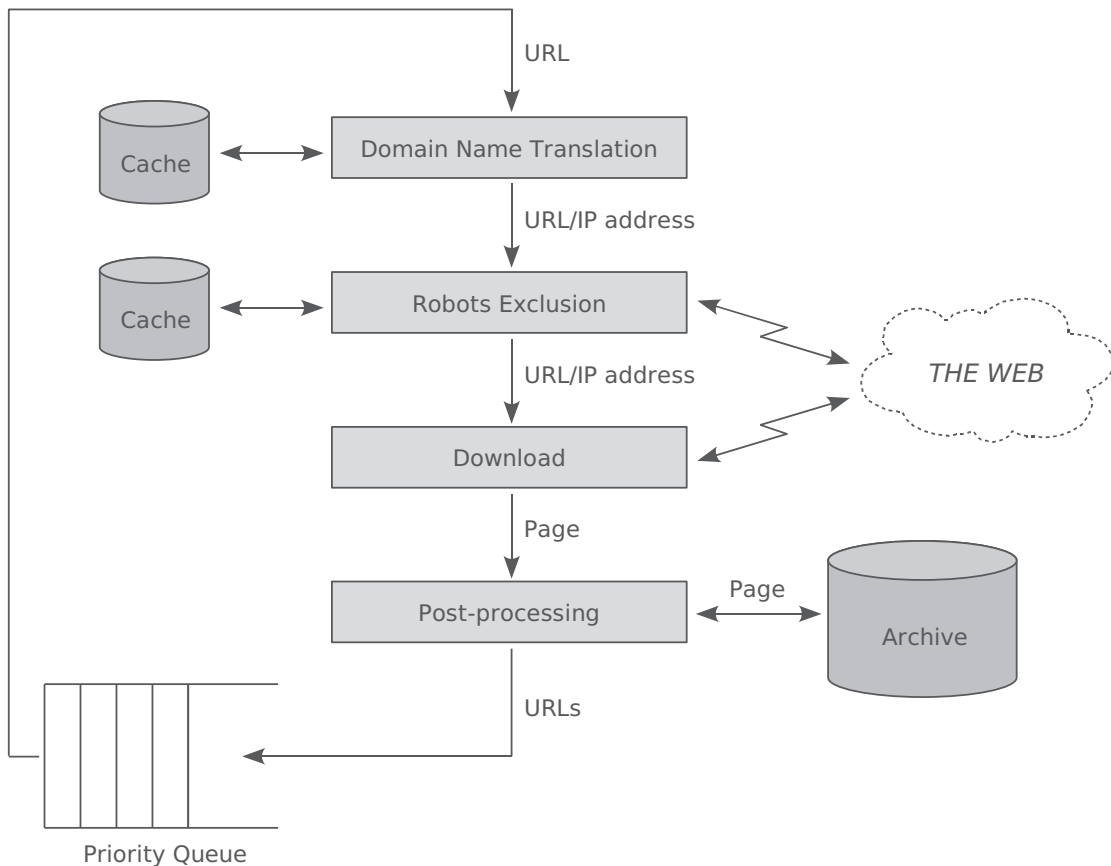 URL
Cache
Domain Name Translation
URL/IP address
Cache
Robots Exclusion
THE WEB
URL/IP address
Download
Page
Page
Post-processing
Archive
URLs
Priority Queue